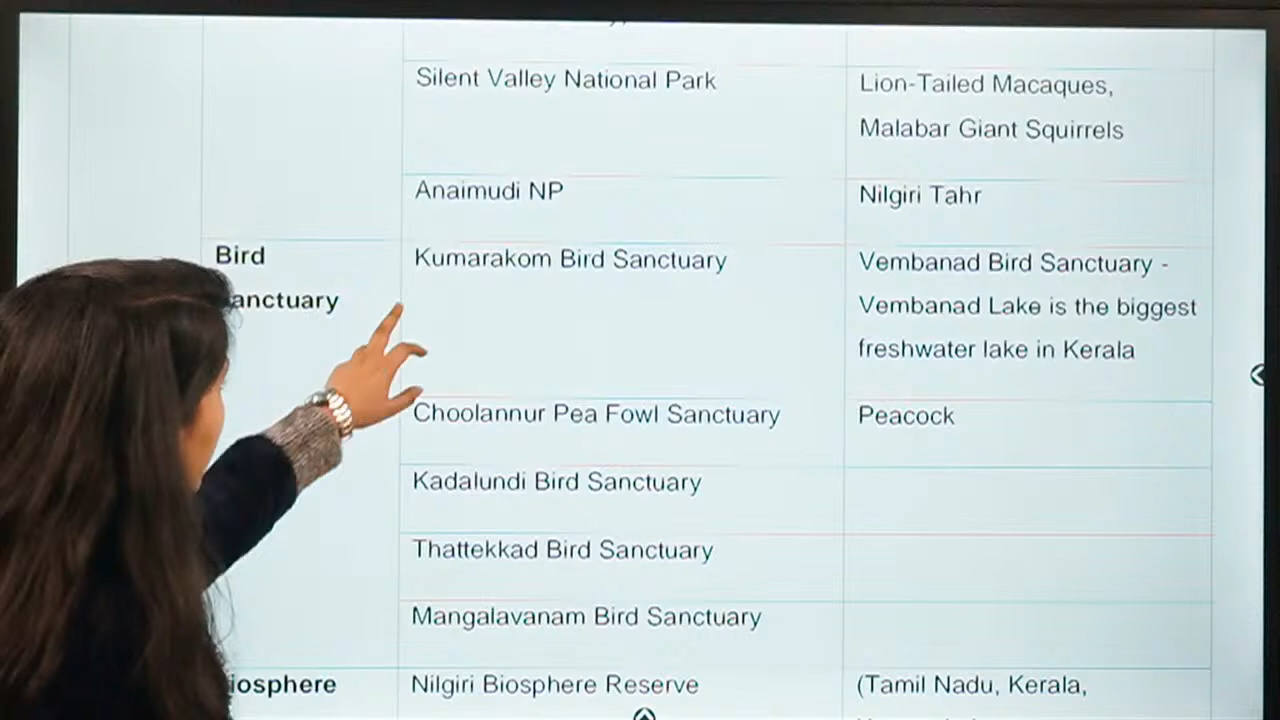 Silent Valley National Park
Lion-Tailed Macaques,
Malabar Giant Squirrels
Anaimudi NP
Nilgiri Tahr
Bird
anctuary
Kumarakom Bird Sanctuary
Vembanad Bird Sanctuary -
Vembanad Lake is the biggest
freshwater lake in Kerala
Choolannur Pea Fowl Sanctuary
Peacock
Kadalundi Bird Sanctuary
Thattekkad Bird Sanctuary
Mangalavanam Bird Sanctuary
iosphere
Nilgiri Biosphere Reserve
(Tamil Nadu, Kerala,